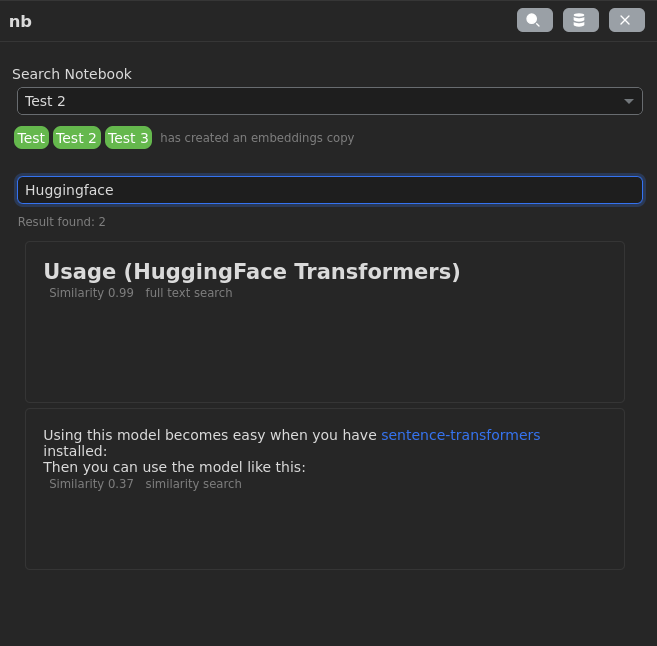 nb
Search Notebook
Test 2
Test Test 2 Test 3 has created an embeddings copy
Huggingface
Result found: 2
Usage (HuggingFace Transformers)
Similarity 0.99 full text search
Using this model becomes easy when you have sentence-transformers
installed:
Then you can use the model like this:
Similarity 0.37 similarity search